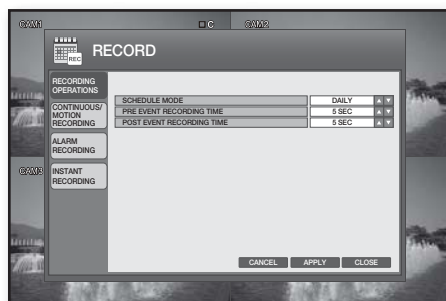 CAM1
C
CAM2
REC
RECORD
RECORDING
OPERATIONS
CONTINUOUS/
MOTION
RECORDING
ALARM
RECORDING
INSTANT
RECORDING
SCHEDULE MODE DAILY
PRE EVENT RECORDING TIME 5 SEC
POST EVENT RECORDING TIME 5 SEC
CAM3
CANCEL APPLY CLOSE